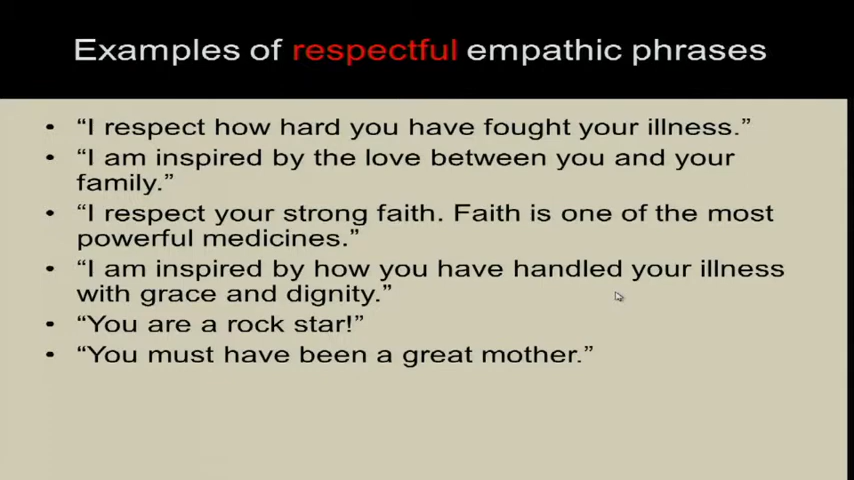 Examples of respectful empathic phrases
• “I respect how hard you have fought your illness.”
• “I am inspired by the love between you and your
family.”
• “I respect your strong faith. Faith is one of the most
powerful medicines.”
• “I am inspired by how you have handled your illness
with grace and dignity.”
• “You are a rock star!”
• “You must have been a great mother.”